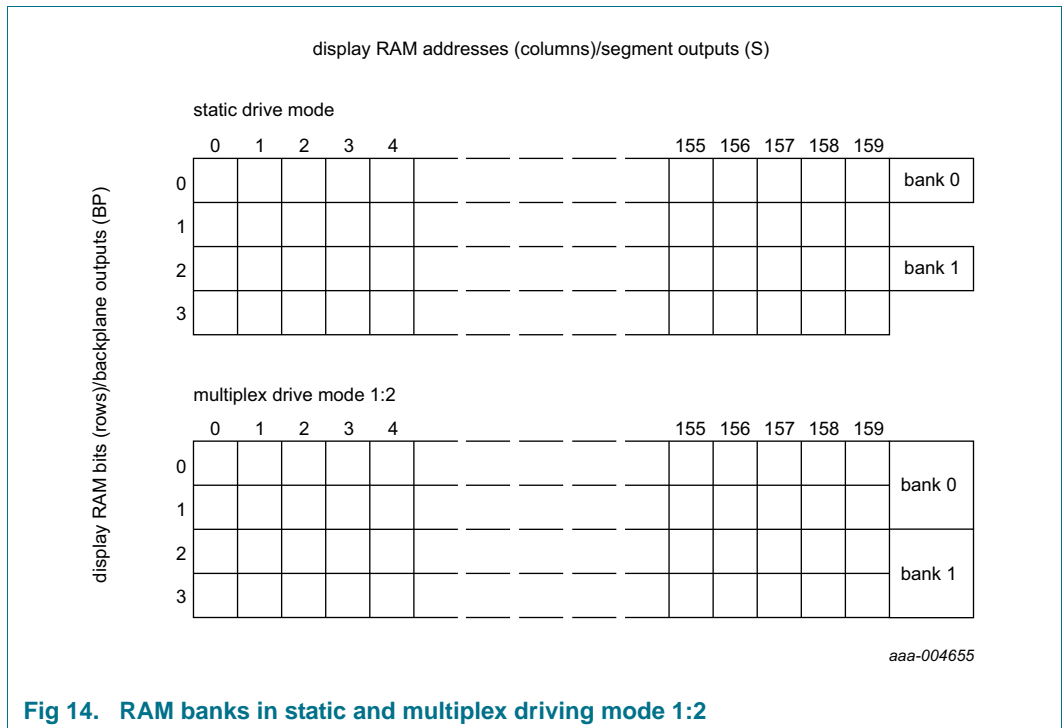 display RAM addresses (columns)/segment outputs (S)
display RAM bits (rows)/backplane outputs (BP)
static drive mode
0 1 2 3 4 155 156 157 158 159
0 bank 0
1
2 bank 1
3
multiplex drive mode 1:2
0 1 2 3 4 155 156 157 158 159
0
bank 0
1
2
bank 1
3
aaa-004655
Fig 14. RAM banks in static and multiplex driving mode 1:2